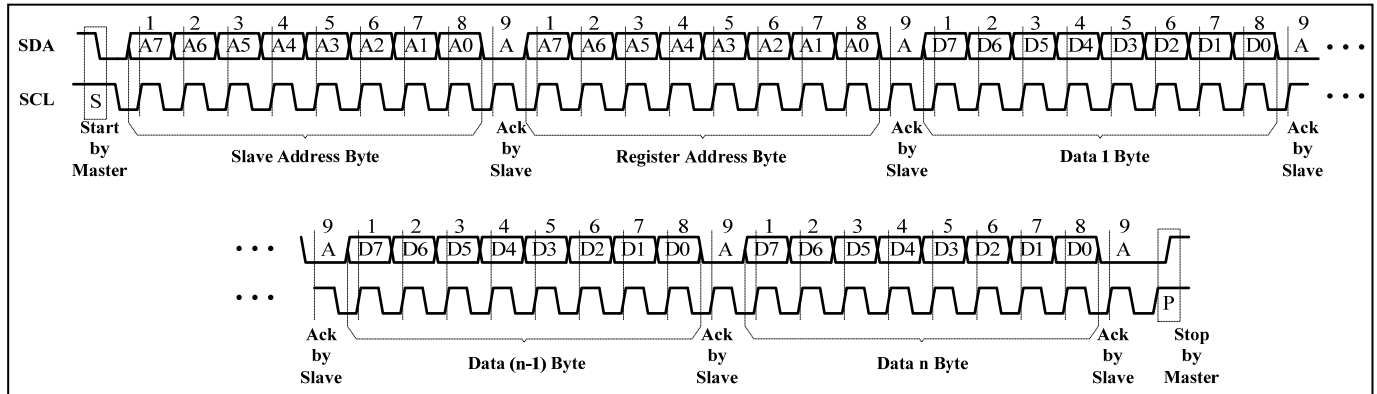 1 2 3 4 5 6 7 8 9 1 2 3 4 5 6 7 8 9 1 2 3 4 5 6 7 8 9
SDA A7 A6 A5 A4 A3 A2 A1 A0 A A7 A6 A5 A4 A3 A2 A1 A0 A D7 D6 D5 D4 D3 D2 D1 D0 A • • •
SCL S • • •
Start by Master
Slave Address Byte
Ack by Slave
Register Address Byte
Ack by Slave
Data 1 Byte
Ack by Slave
9 1 2 3 4 5 6 7 8 9 1 2 3 4 5 6 7 8 9
• • • A D7 D6 D5 D4 D3 D2 D1 D0 A D7 D6 D5 D4 D3 D2 D1 D0 A
• • • P
Ack by Slave
Data (n-1) Byte
Ack by Slave
Data n Byte
Ack by Slave
Stop by Master